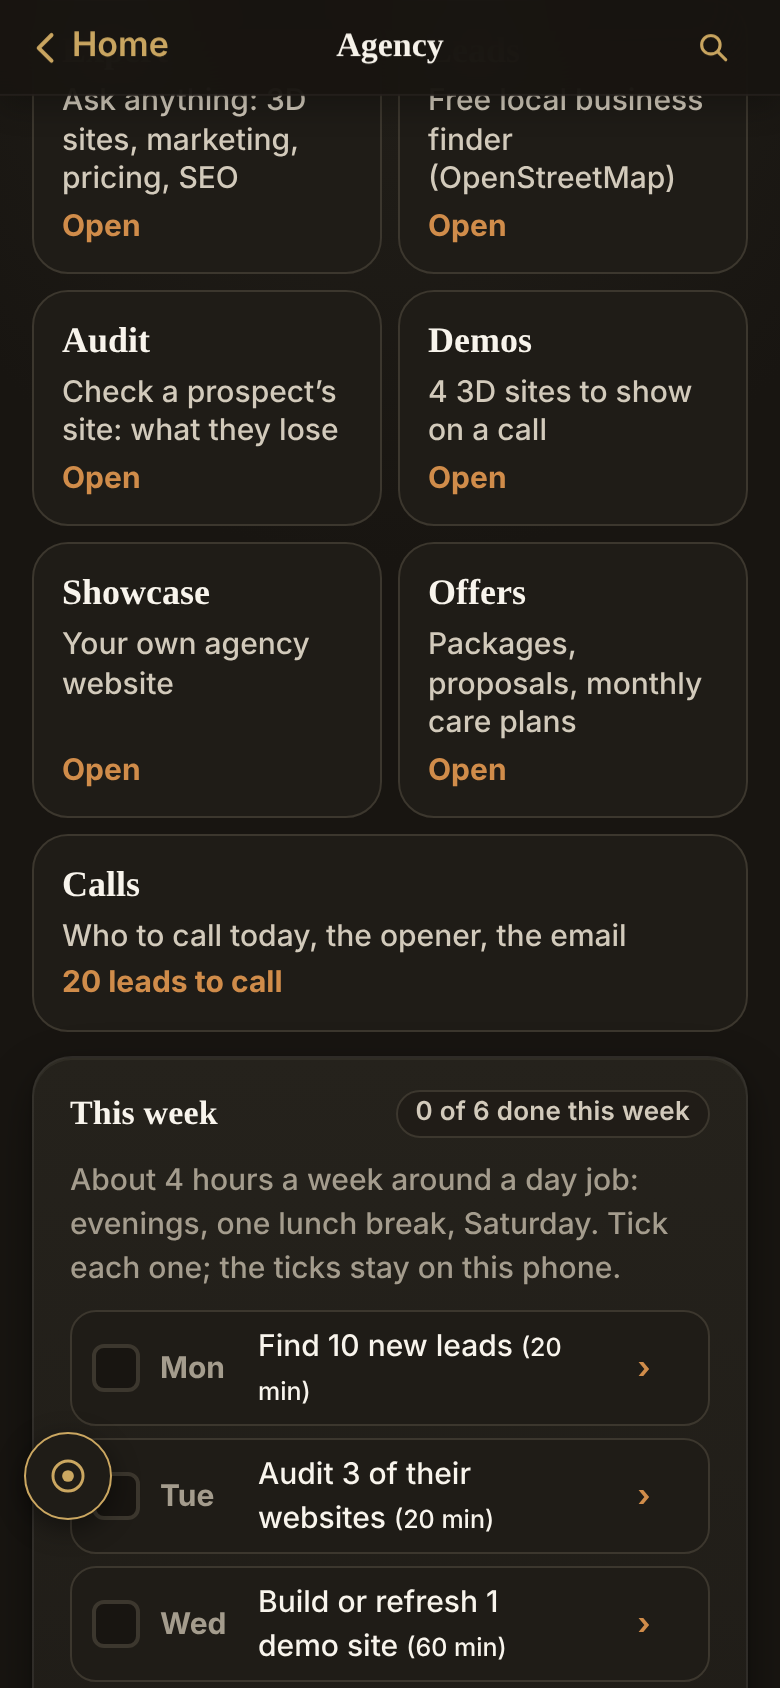 Home
Agency
Ask anything: 3D
sites, marketing,
pricing, SEO
Open
Free local business
finder
(OpenStreetMap)
Open
Audit
Check a prospect’s
site: what they lose
Open
Demos
4 3D sites to show
on a call
Open
Showcase
Your own agency
website
Open
Offers
Packages,
proposals, monthly
care plans
Open
Calls
Who to call today, the opener, the email
20 leads to call
This week
0 of 6 done this week
About 4 hours a week around a day job:
evenings, one lunch break, Saturday. Tick
each one; the ticks stay on this phone.
Mon
Find 10 new leads (20
min)
Tue
Audit 3 of their
websites (20 min)
Wed
Build or refresh 1
demo site (60 min)